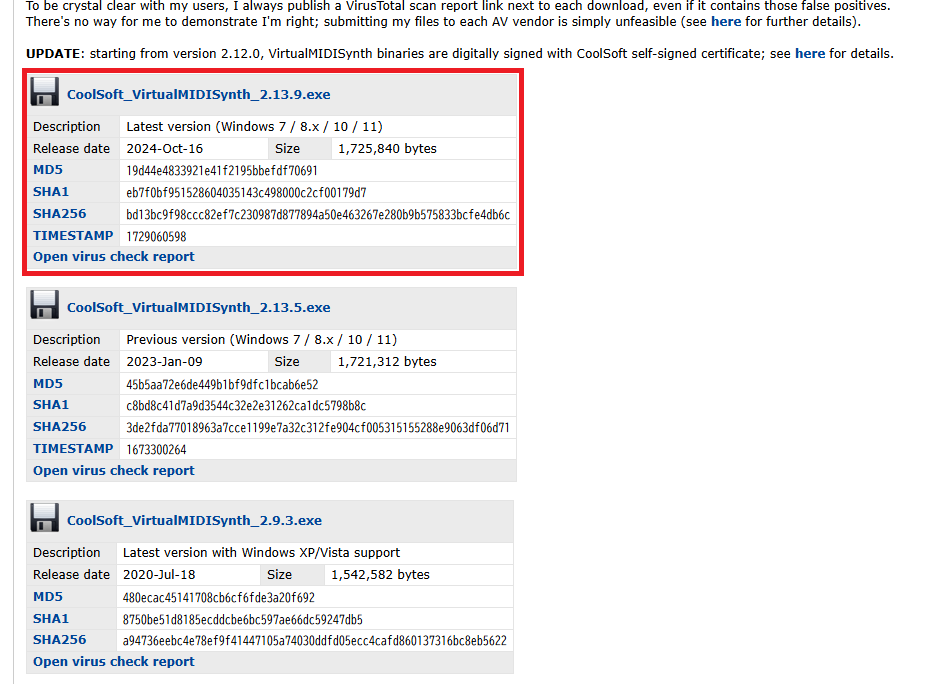 To be crystal clear with my users, I always publish a VirusTotal scan report link next to each download, even if it contains those false positives.
There's no way for me to demonstrate I'm right; submitting my files to each AV vendor is simply unfeasible (see here for further details).
UPDATE: starting from version 2.12.0, VirtualMIDISynth binaries are digitally signed with CoolSoft self-signed certificate; see here for details.
CoolSoft_VirtualMIDISynth_2.13.9.exe
Description Latest version (Windows 7 / 8.x / 10 / 11)
Release date 2024-Oct-16 Size 1,725,840 bytes
MD5 19d44e4833921e41f2195bbefdf70691
SHA1 eb7f0bf951528604035143c498000c2cf00179d7
SHA256 bd13bc9f98ccc82ef7c230987d877894a50e463267e280b9b575833bcfe4db6c
TIMESTAMP 1729060598
Open virus check report
CoolSoft_VirtualMIDISynth_2.13.5.exe
Description Previous version (Windows 7 / 8.x / 10 / 11)
Release date 2023-Jan-09 Size 1,721,312 bytes
MD5 45b5aa72e6de449b1bf9dfc1bcab6e52
SHA1 c8bd8c41d7a9d3544c32e2e31262ca1dc5798b8c
SHA256 3de2fda77018963a7cce1199e7a32c312fe904cf005315155288e9063df06d71
TIMESTAMP 1673300264
Open virus check report
CoolSoft_VirtualMIDISynth_2.9.3.exe
Description Latest version with Windows XP/Vista support
Release date 2020-Jul-18 Size 1,542,582 bytes
MD5 480ecac45141708cb6cf6fde3a20f692
SHA1 8750be51d8185ecddcbe6bc597ae66dc59247db5
SHA256 a94736eebc4e78ef9f41447105a74030ddfd05ecc4cafd860137316bc8eb5622
Open virus check report